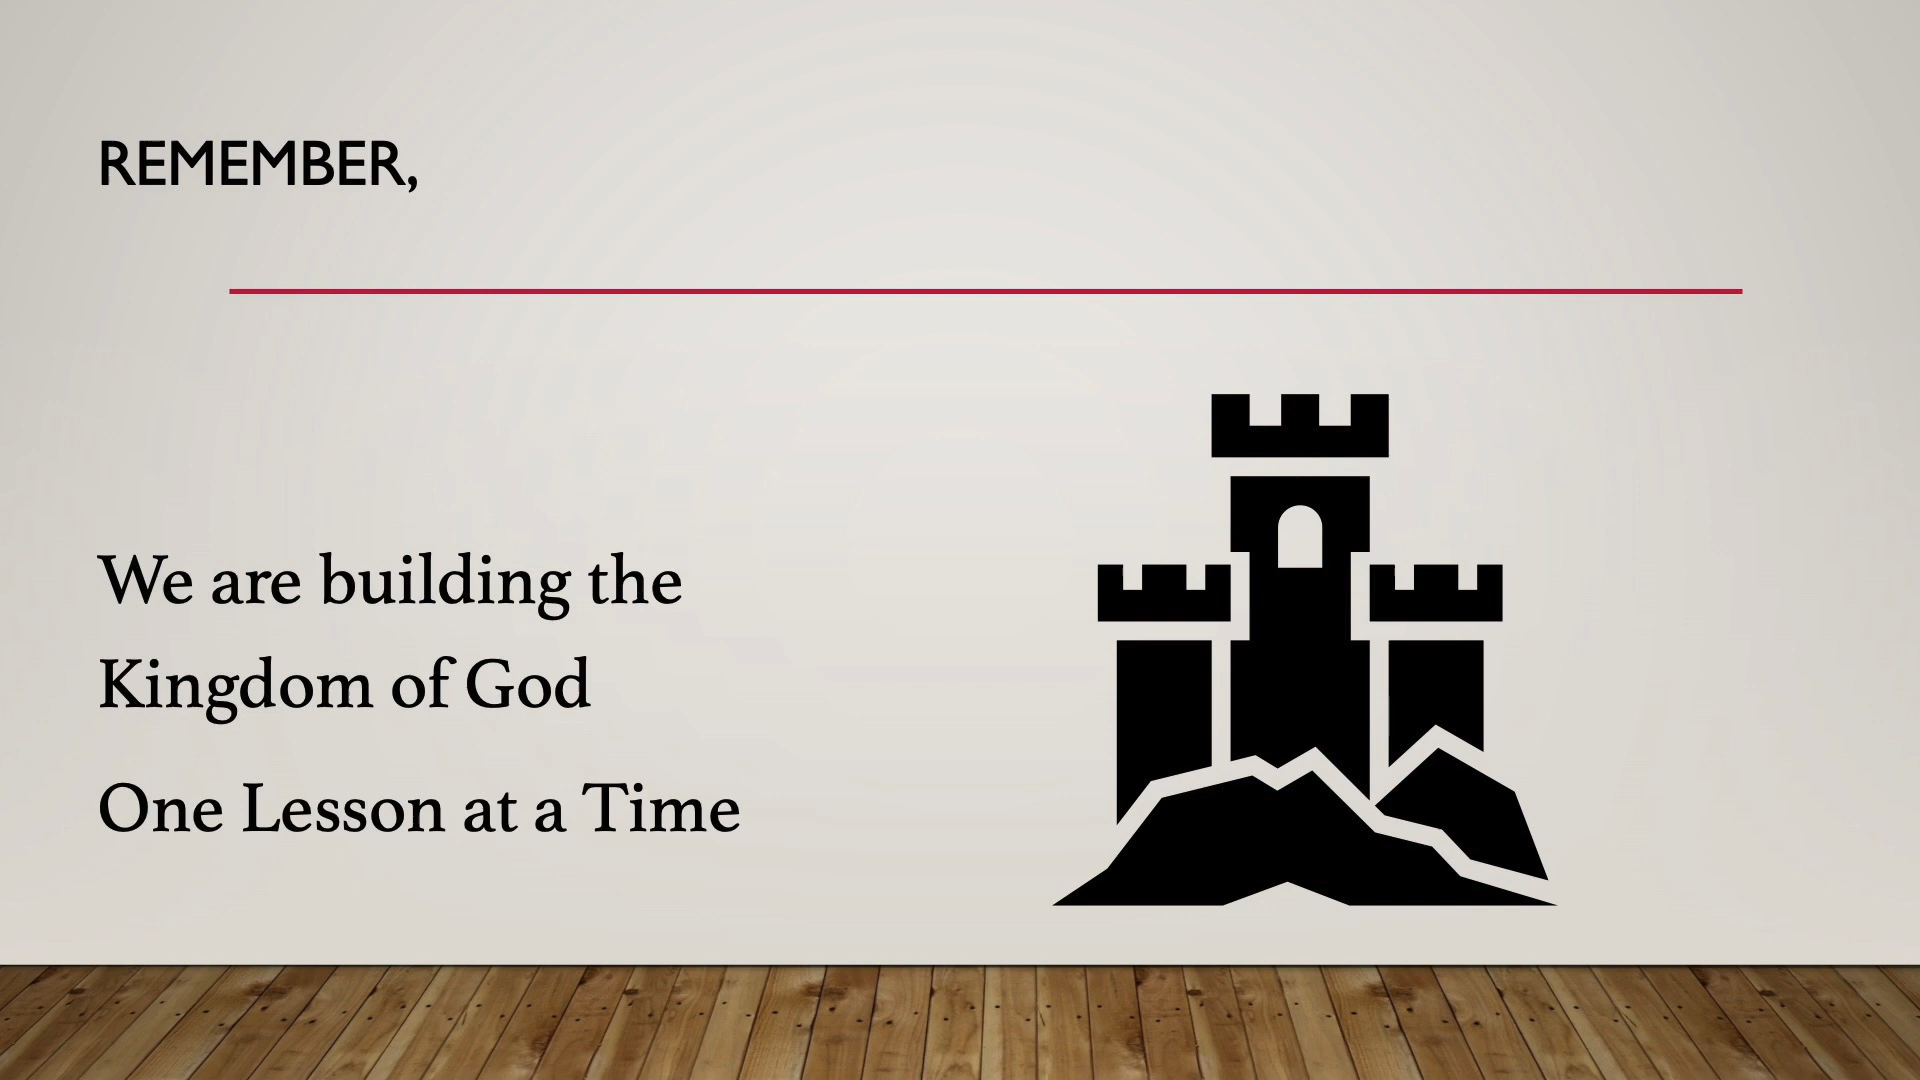 REMEMBER,
We are building the
Kingdom of God
One Lesson at a Time